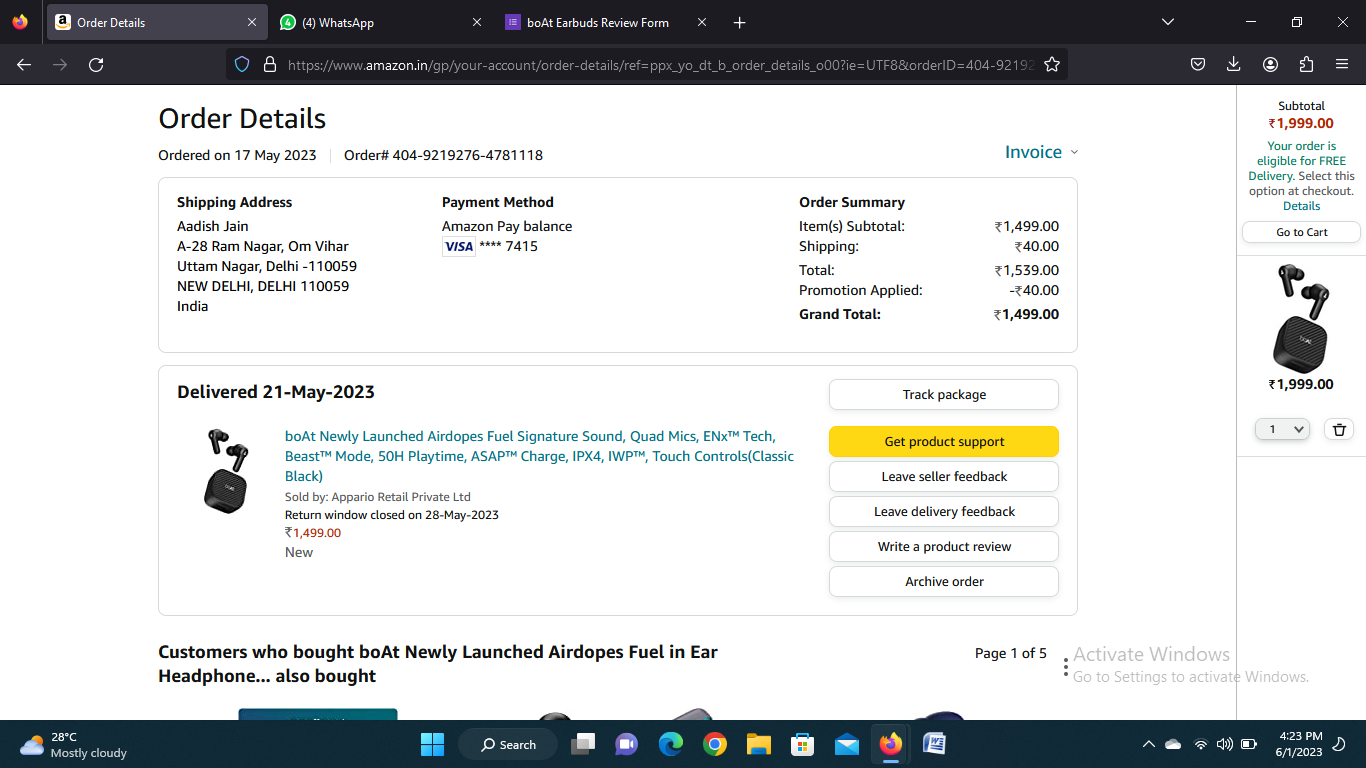 Order Details
(4) WhatsApp
boAt Earbuds Review Form
https://www.amazon.in/gp/your-account/order-details/ref=ppx_yo_dt_b_order_details_o00?ie=UTF8&orderID=404-92192
Order Details
Ordered on 17 May 2023
Order# 404-9219276-4781118
Invoice
Shipping Address
Aadish Jain
A-28 Ram Nagar, Om Vihar
Uttam Nagar, Delhi -110059
NEW DELHI, DELHI 110059
India
Payment Method
Amazon Pay balance
VISA **** 7415
Order Summary
Item(s) Subtotal: ₹1,499.00
Shipping: ₹40.00
Total: ₹1,539.00
Promotion Applied: -₹40.00
Grand Total: ₹1,499.00
Delivered 21-May-2023
boAt Newly Launched Airdopes Fuel Signature Sound, Quad Mics, ENx™ Tech,
Beast™ Mode, 50H Playtime, ASAP™ Charge, IPX4, IWP™, Touch Controls(Classic
Black)
Sold by: Appario Retail Private Ltd
Return window closed on 28-May-2023
₹1,499.00
New
Track package
Get product support
Leave seller feedback
Leave delivery feedback
Write a product review
Archive order
Customers who bought boAt Newly Launched Airdopes Fuel in Ear
Headphone... also bought
Page 1 of 5
Subtotal
₹1,999.00
Your order is
eligible for FREE
Delivery. Select this
option at checkout.
Details
Go to Cart
₹1,999.00
1
Activate Windows
Go to Settings to activate Windows.
28°C
Mostly cloudy
Search
4:23 PM
6/1/2023